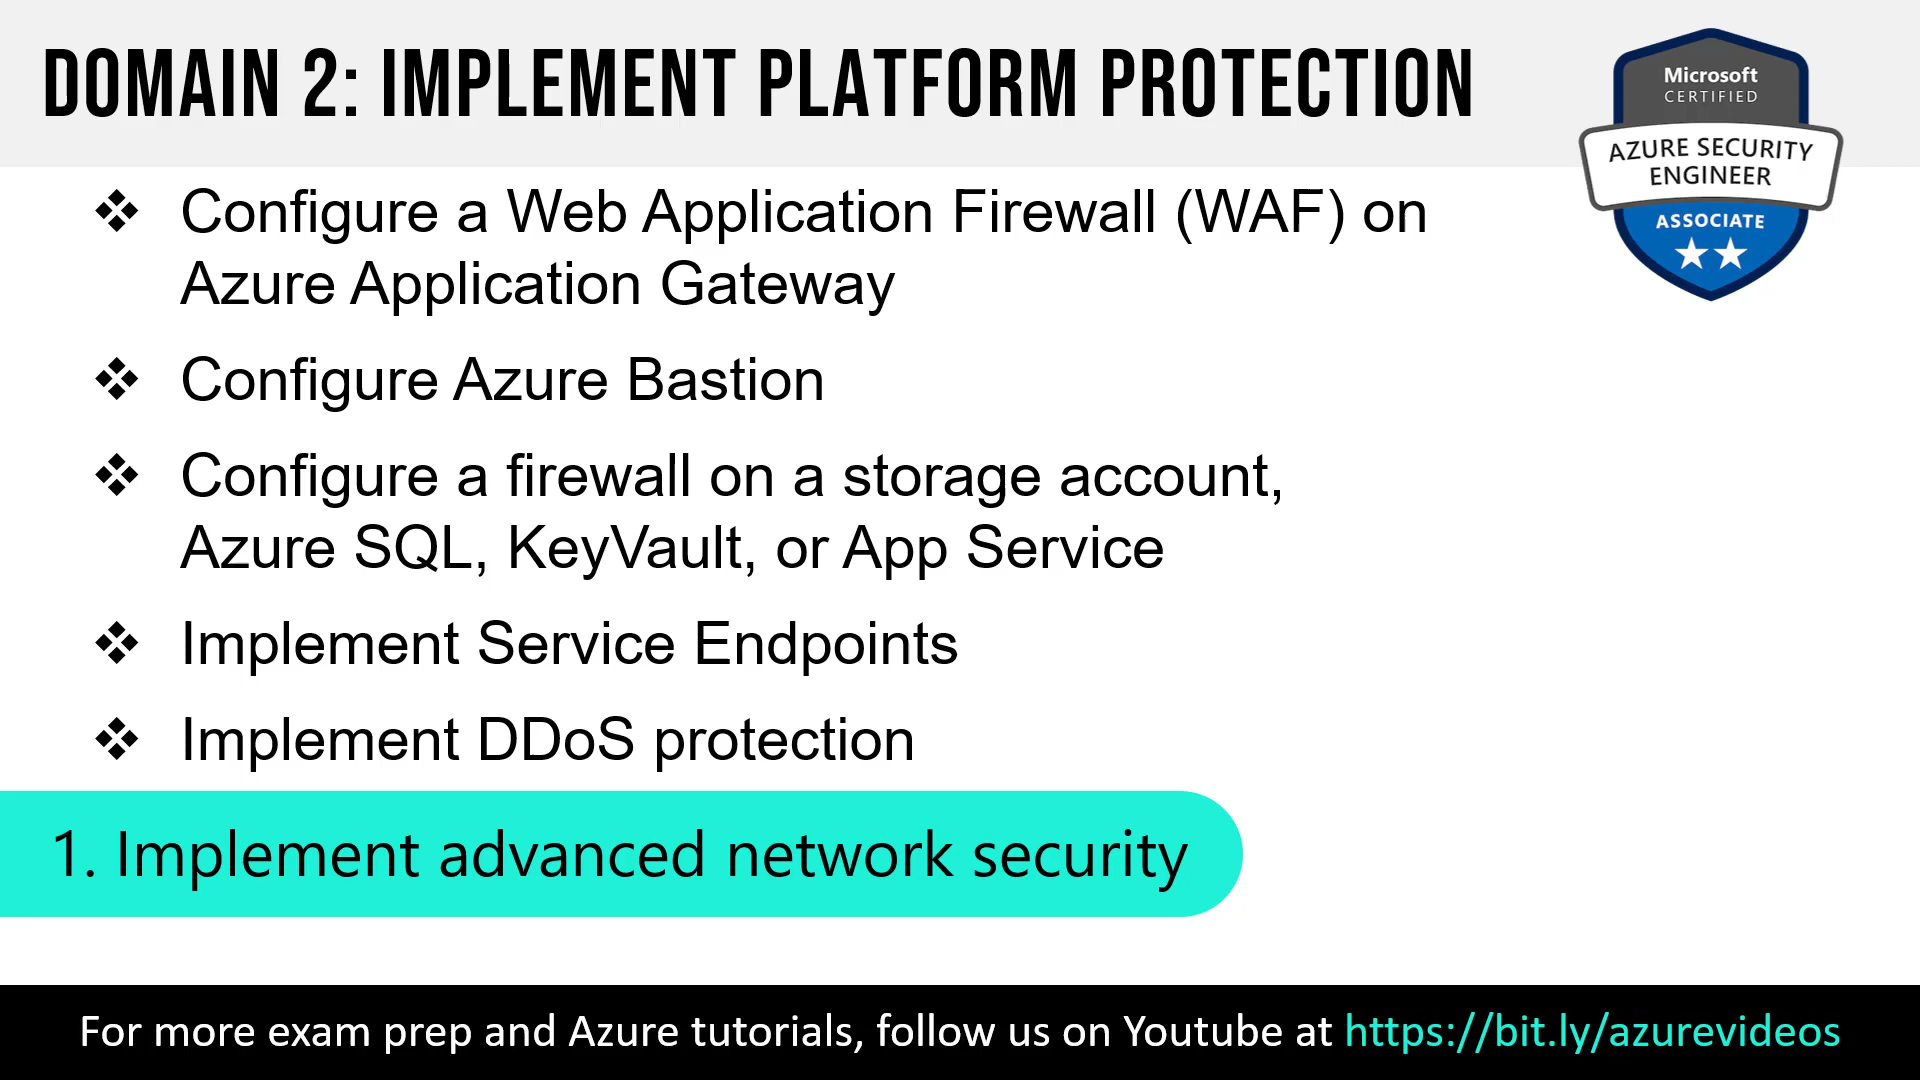 DOMAIN 2: IMPLEMENT PLATFORM PROTECTION
Microsoft
CERTIFIED
AZURE SECURITY
ENGINEER
ASSOCIATE
❖ Configure a Web Application Firewall (WAF) on
Azure Application Gateway
❖ Configure Azure Bastion
❖ Configure a firewall on a storage account,
Azure SQL, KeyVault, or App Service
❖ Implement Service Endpoints
❖ Implement DDoS protection
1. Implement advanced network security
For more exam prep and Azure tutorials, follow us on Youtube at https://bit.ly/azurevideos